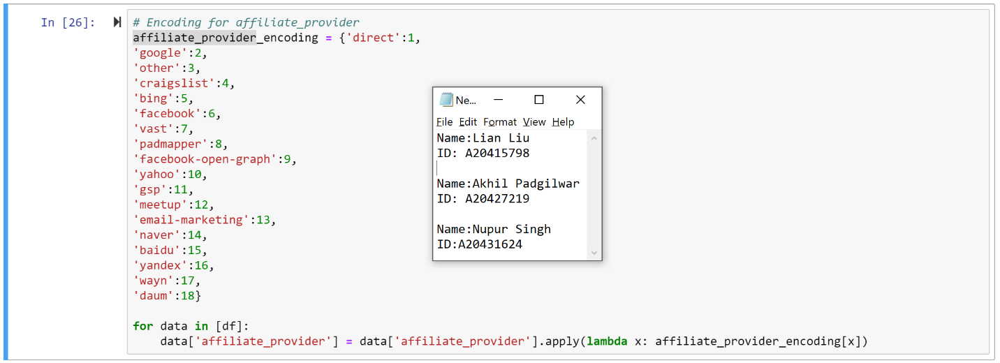 In [26]:
# Encoding for affiliate_provider
affiliate_provider_encoding = {'direct':1,
'google':2,
'other':3,
'craigslist':4,
'bing':5,
'facebook':6,
'vast':7,
'padmapper':8,
'facebook-open-graph':9,
'yahoo':10,
'gsp':11,
'meetup':12,
'email-marketing':13,
'naver':14,
'baidu':15,
'yandex':16,
'wayn':17,
'daum':18}
for data in [df]:
    data['affiliate_provider'] = data['affiliate_provider'].apply(lambda x: affiliate_provider_encoding[x])
Ne...
File Edit Format View Help
Name:Lian Liu
ID: A20415798
Name:Akhil Padgilwar
ID: A20427219
Name:Nupur Singh
ID:A20431624